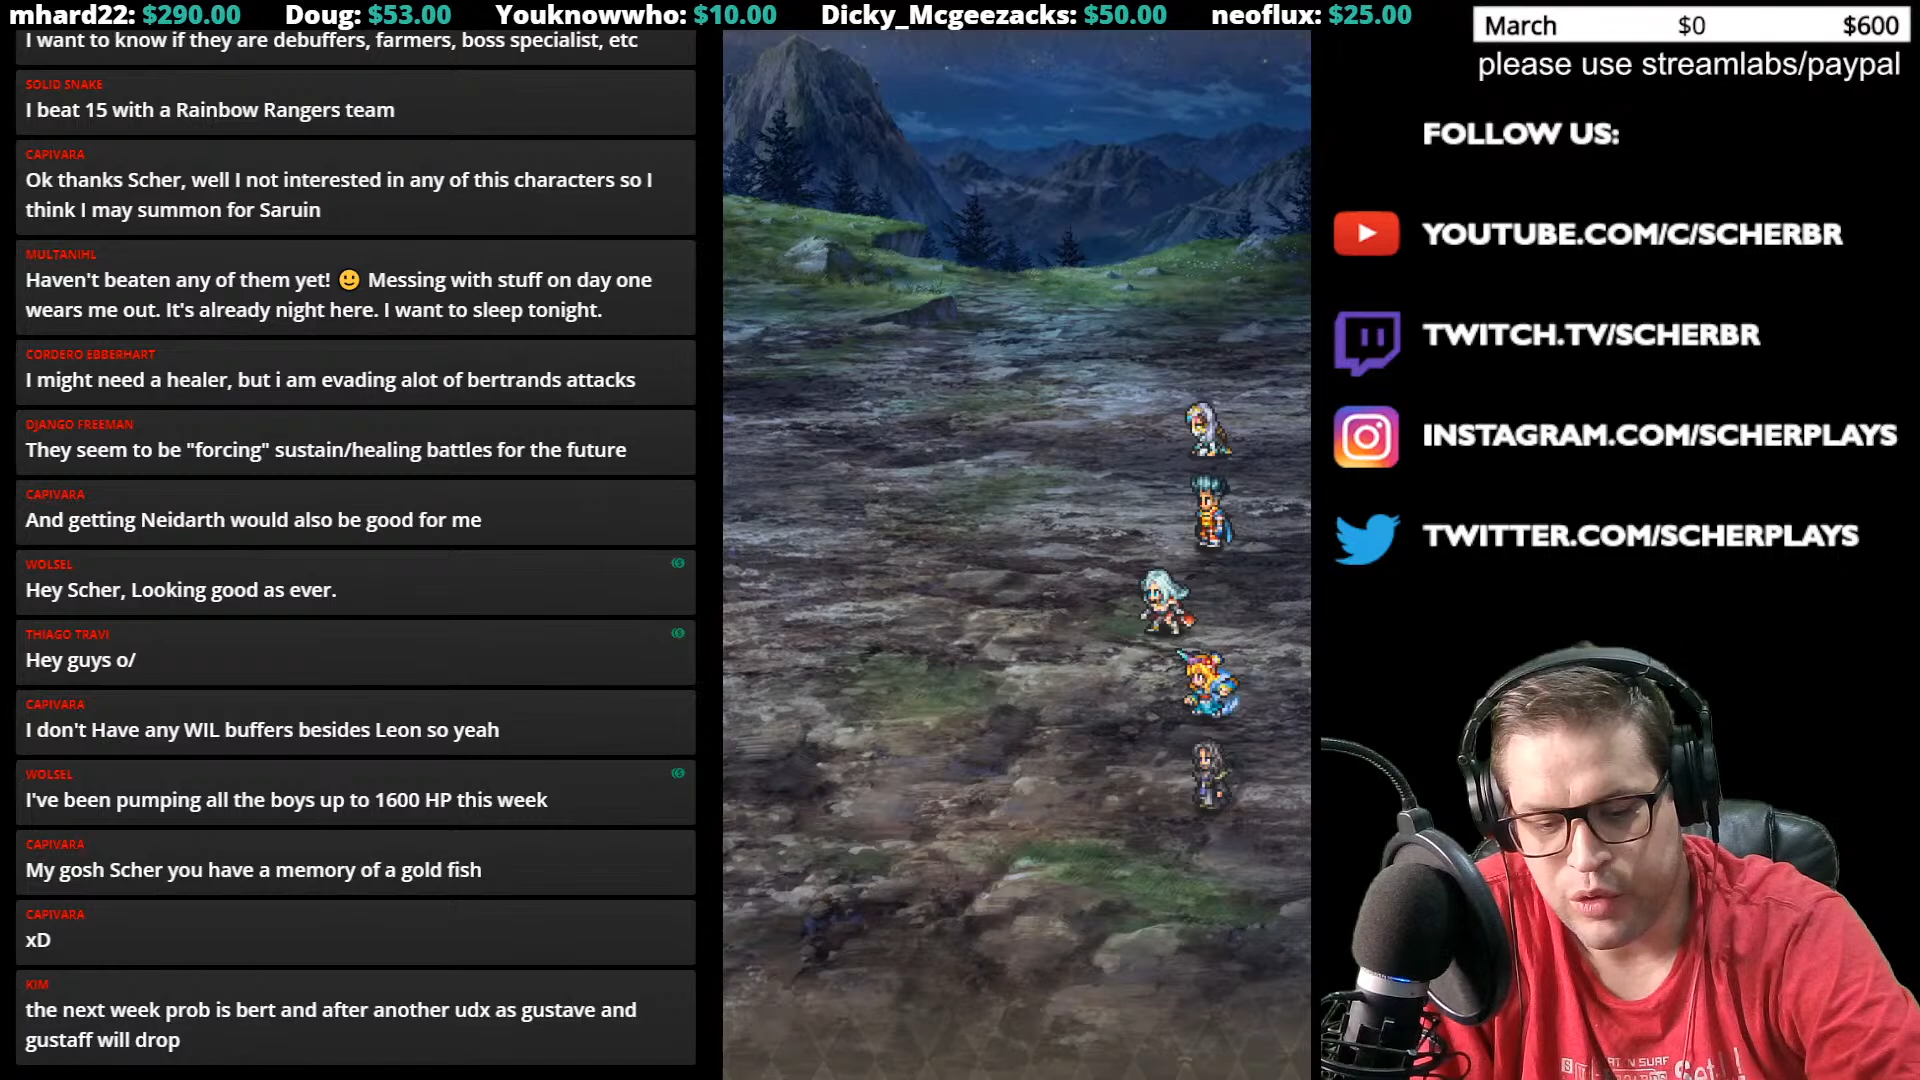 mhard22: $290.00 Doug: $53.00 Youknowwho: $10.00 Dicky_Mcgeezacks: $50.00 neoflux: $25.00
I want to know if they are debuffers, farmers, boss specialist, etc
SOLID SNAKE
I beat 15 with a Rainbow Rangers team
CAPIVARA
Ok thanks Scher, well I not interested in any of this characters so I
think I may summon for Saruin
MULTANIHL
Haven't beaten any of them yet! 🙂 Messing with stuff on day one
wears me out. It's already night here. I want to sleep tonight.
CORDERO EBBERHART
I might need a healer, but i am evading alot of bertrands attacks
DJANGO FREEMAN
They seem to be "forcing" sustain/healing battles for the future
CAPIVARA
And getting Neidarth would also be good for me
WOLSEL
Hey Scher, Looking good as ever.
THIAGO TRAVI
Hey guys o/
CAPIVARA
I don't Have any WIL buffers besides Leon so yeah
WOLSEL
I've been pumping all the boys up to 1600 HP this week
CAPIVARA
My gosh Scher you have a memory of a gold fish
CAPIVARA
xD
KIM
the next week prob is bert and after another udx as gustave and
gustaff will drop
March $0 $600
please use streamlabs/paypal
FOLLOW US:
YOUTUBE.COM/C/SCHERBR
TWITCH.TV/SCHERBR
INSTAGRAM.COM/SCHERPLAYS
TWITTER.COM/SCHERPLAYS